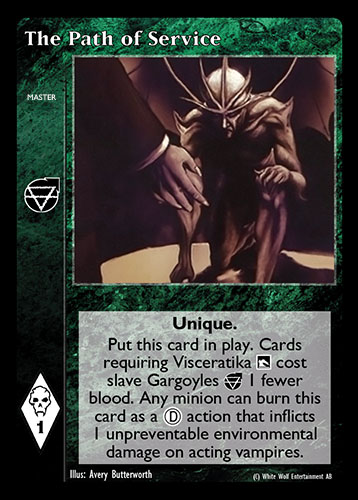 The Path of Service
MASTER
Unique.
Put this card in play. Cards
requiring Visceratika cost
slave Gargoyles 1 fewer
blood. Any minion can burn this
card as a D action that inflicts
1 unpreventable environmental
damage on acting vampires.
1
Illus: Avery Butterworth
(C) White Wolf Entertainment AB